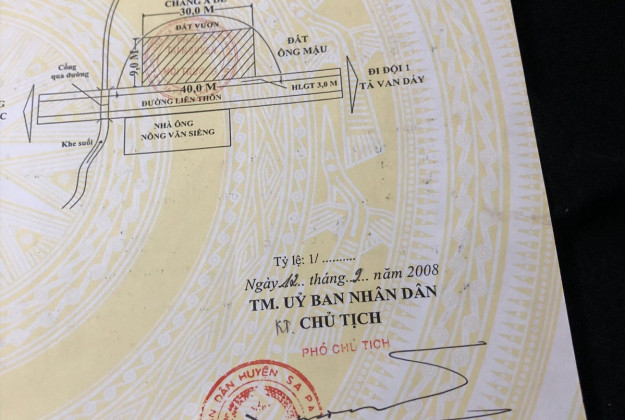 CHÁNG A DE
30,0 M
ĐẤT VƯỜN
9,0 M
ĐẤT
ÔNG MẬU
Cống
qua đường
40,0 M
HLGT 3,0 M
ĐI ĐỘI 1
TẢ VAN DÁY
ĐƯỜNG LIÊN THÔN
C
NHÀ ÔNG
NÔNG VĂN SIÊNG
Khe suối
Tỷ lệ: 1/ ..........
Ngày 12.. tháng..9... năm 2008
TM. UỶ BAN NHÂN DÂN
KT. CHỦ TỊCH
PHÓ CHỦ TỊCH
DÂN HUYỆN SA PA